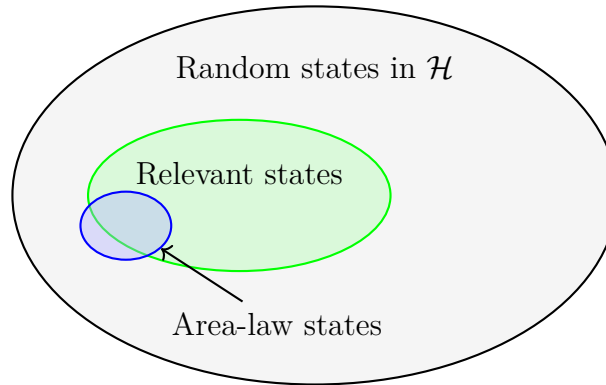 Random states in ℋ
Relevant states
Area-law states